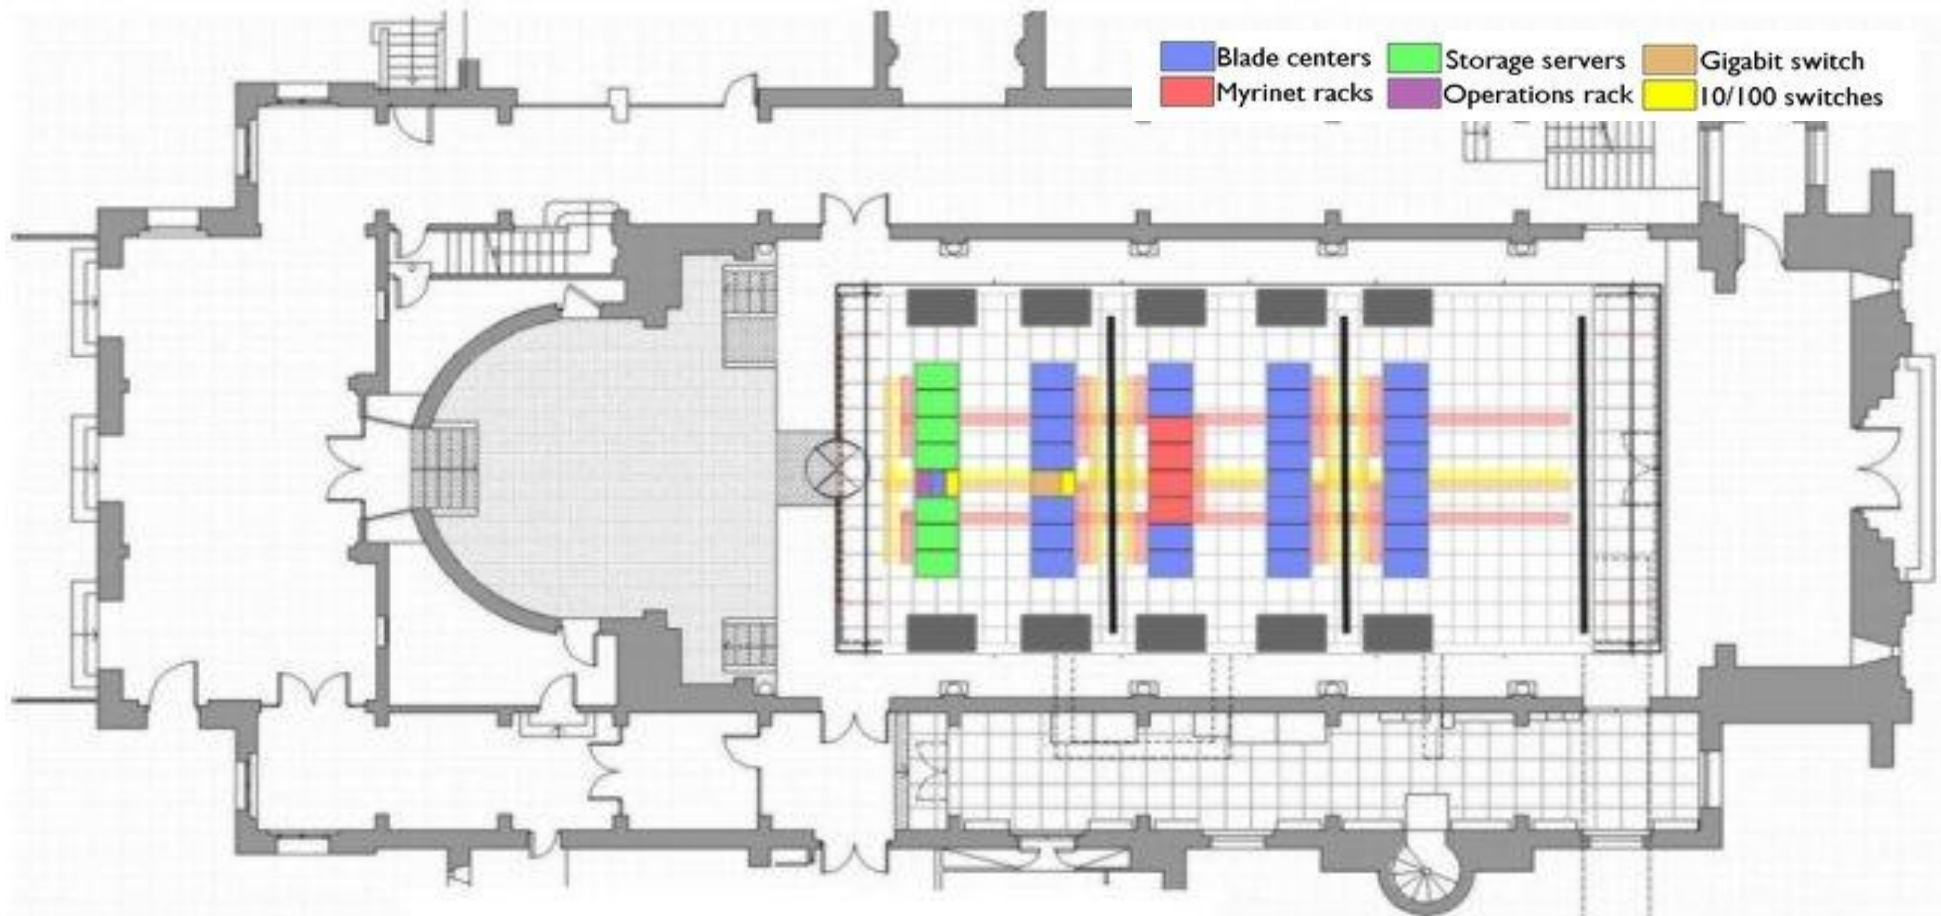 Blade centers Storage servers Gigabit switch
Myrinet racks Operations rack 10/100 switches